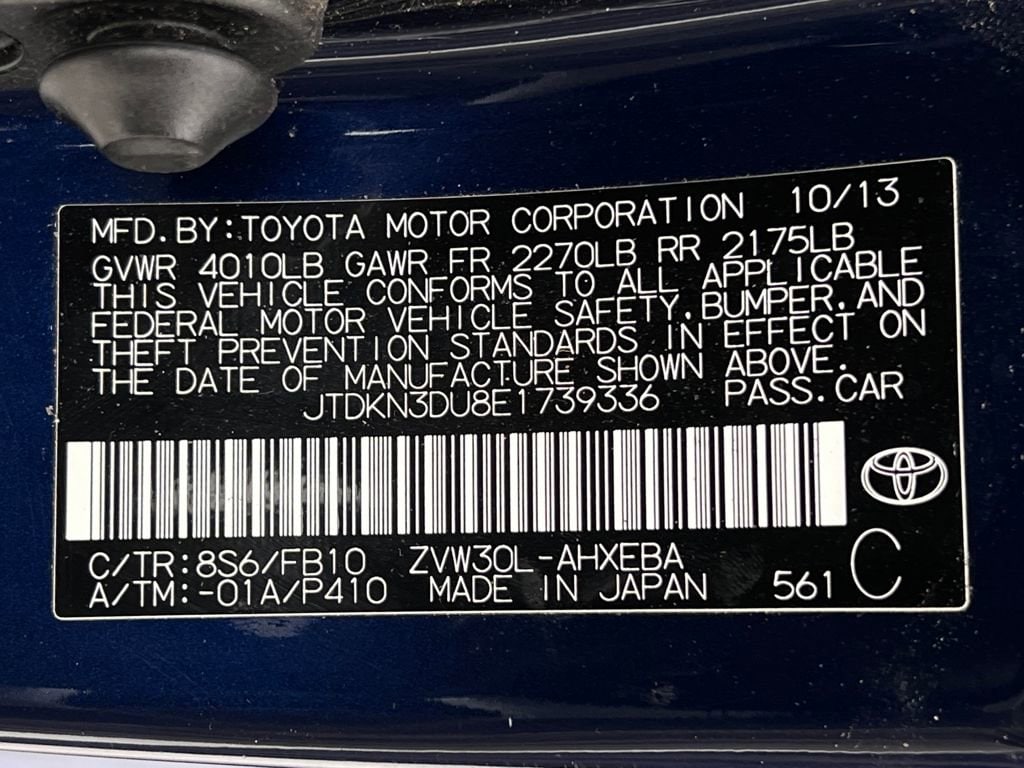 MFD.BY:TOYOTA MOTOR CORPORATION 10/13
GVWR 4010LB GAWR FR 2270LB RR 2175LB
THIS VEHICLE CONFORMS TO ALL APPLICABLE
FEDERAL MOTOR VEHICLE SAFETY,BUMPER,AND
THEFT PREVENTION STANDARDS IN EFFECT ON
THE DATE OF MANUFACTURE SHOWN ABOVE.
JTDKN3DU8E1739336 PASS.CAR
C/TR:8S6/FB10 ZVW30L-AHXEBA
A/TM:-01A/P410 MADE IN JAPAN 561 C